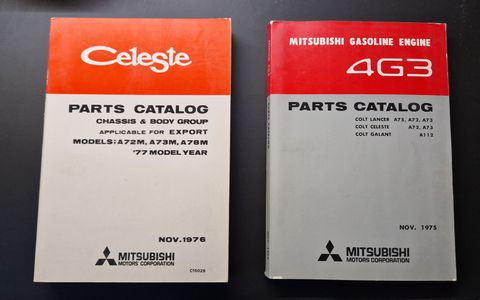 Celeste
PARTS CATALOG
CHASSIS & BODY GROUP
APPLICABLE FOR EXPORT
MODELS: A72M, A73M, A78M
'77 MODEL YEAR
NOV. 1976
MITSUBISHI
MOTORS CORPORATION
C1502B
MITSUBISHI GASOLINE ENGINE
4G3
PARTS CATALOG
COLT LANCER A75, A72, A73
COLT CELESTE A72, A73
COLT GALANT A112
NOV. 1975
MITSUBISHI
MOTORS CORPORATION